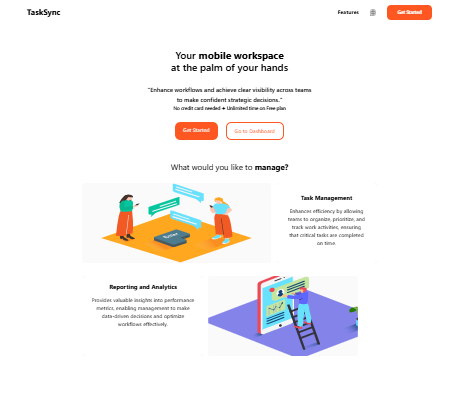 TaskSync
Features
Get Started
Your mobile workspace
at the palm of your hands
"Enhance workflows and achieve clear visibility across teams
to make confident strategic decisions."
No credit card needed ✦ Unlimited time on Free plan
Get Started
Go to Dashboard
What would you like to manage?
Task Management
Enhances efficiency by allowing
teams to organize, prioritize, and
track work activities, ensuring
that critical tasks are completed
on time.
Reporting and Analytics
Provides valuable insights into performance
metrics, enabling management to make
data-driven decisions and optimize
workflows effectively.